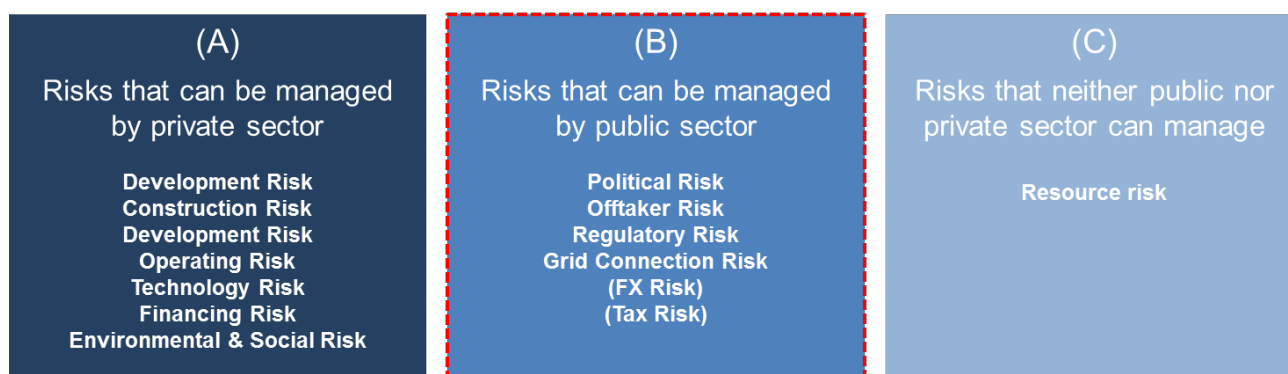 (A)
Risks that can be managed
by private sector
Development Risk
Construction Risk
Development Risk
Operating Risk
Technology Risk
Financing Risk
Environmental & Social Risk
(B)
Risks that can be managed
by public sector
Political Risk
Offtaker Risk
Regulatory Risk
Grid Connection Risk
(FX Risk)
(Tax Risk)
(C)
Risks that neither public nor
private sector can manage
Resource risk